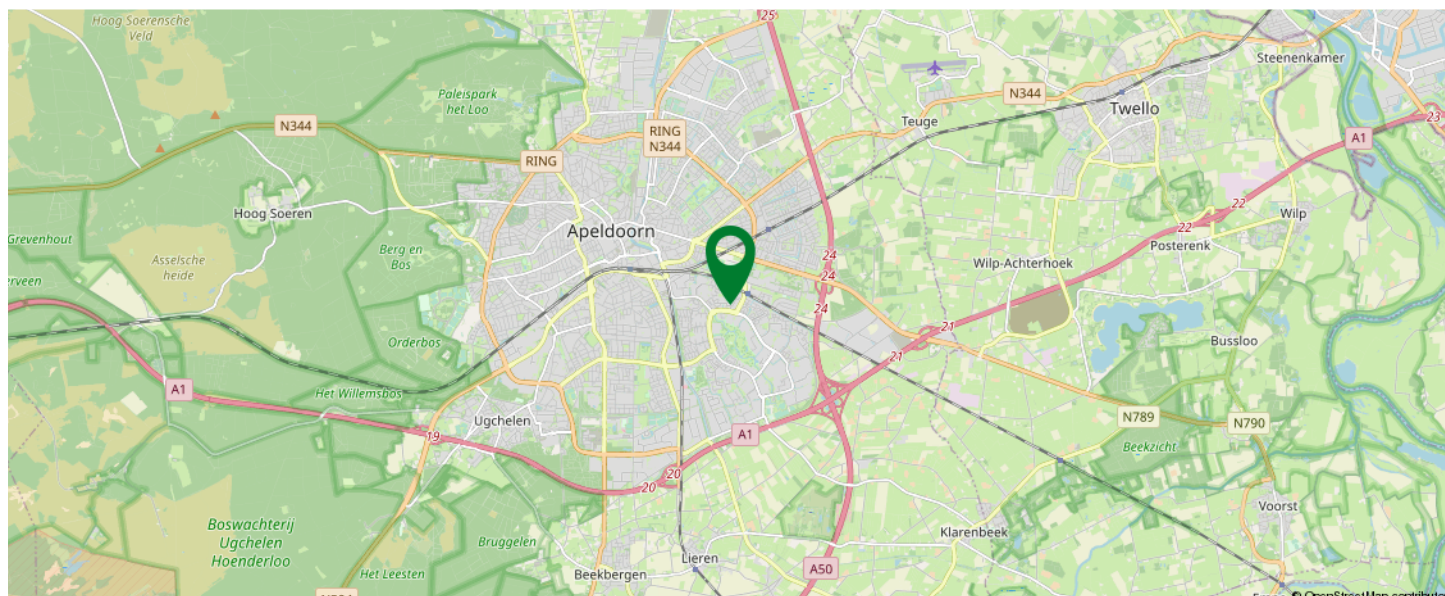 Hoog Soerensche
Veld
25
Steenenkamer
Paleispark
het Loo
N344
Twello
23
N344
Teuge
RING
N344
A1
RING
Hoog Soeren
22
Wilp
22
Apeldoorn
Grevenhout
Berg en
Bos
Posterenk
24
Asselsche
heide
Wilp-Achterhoek
24
erveen
24
21
Orderbos
Bussloo
21
A1
Het Willemsbos
Ugchelen
N789
N790
19
A1
Beekzicht
20
20
Voorst
Boswachterij
Ugchelen
Hoenderloo
Klarenbeek
Bruggelen
Lieren
A50
Het Leesten
Beekbergen
© OpenStreetMap contributo